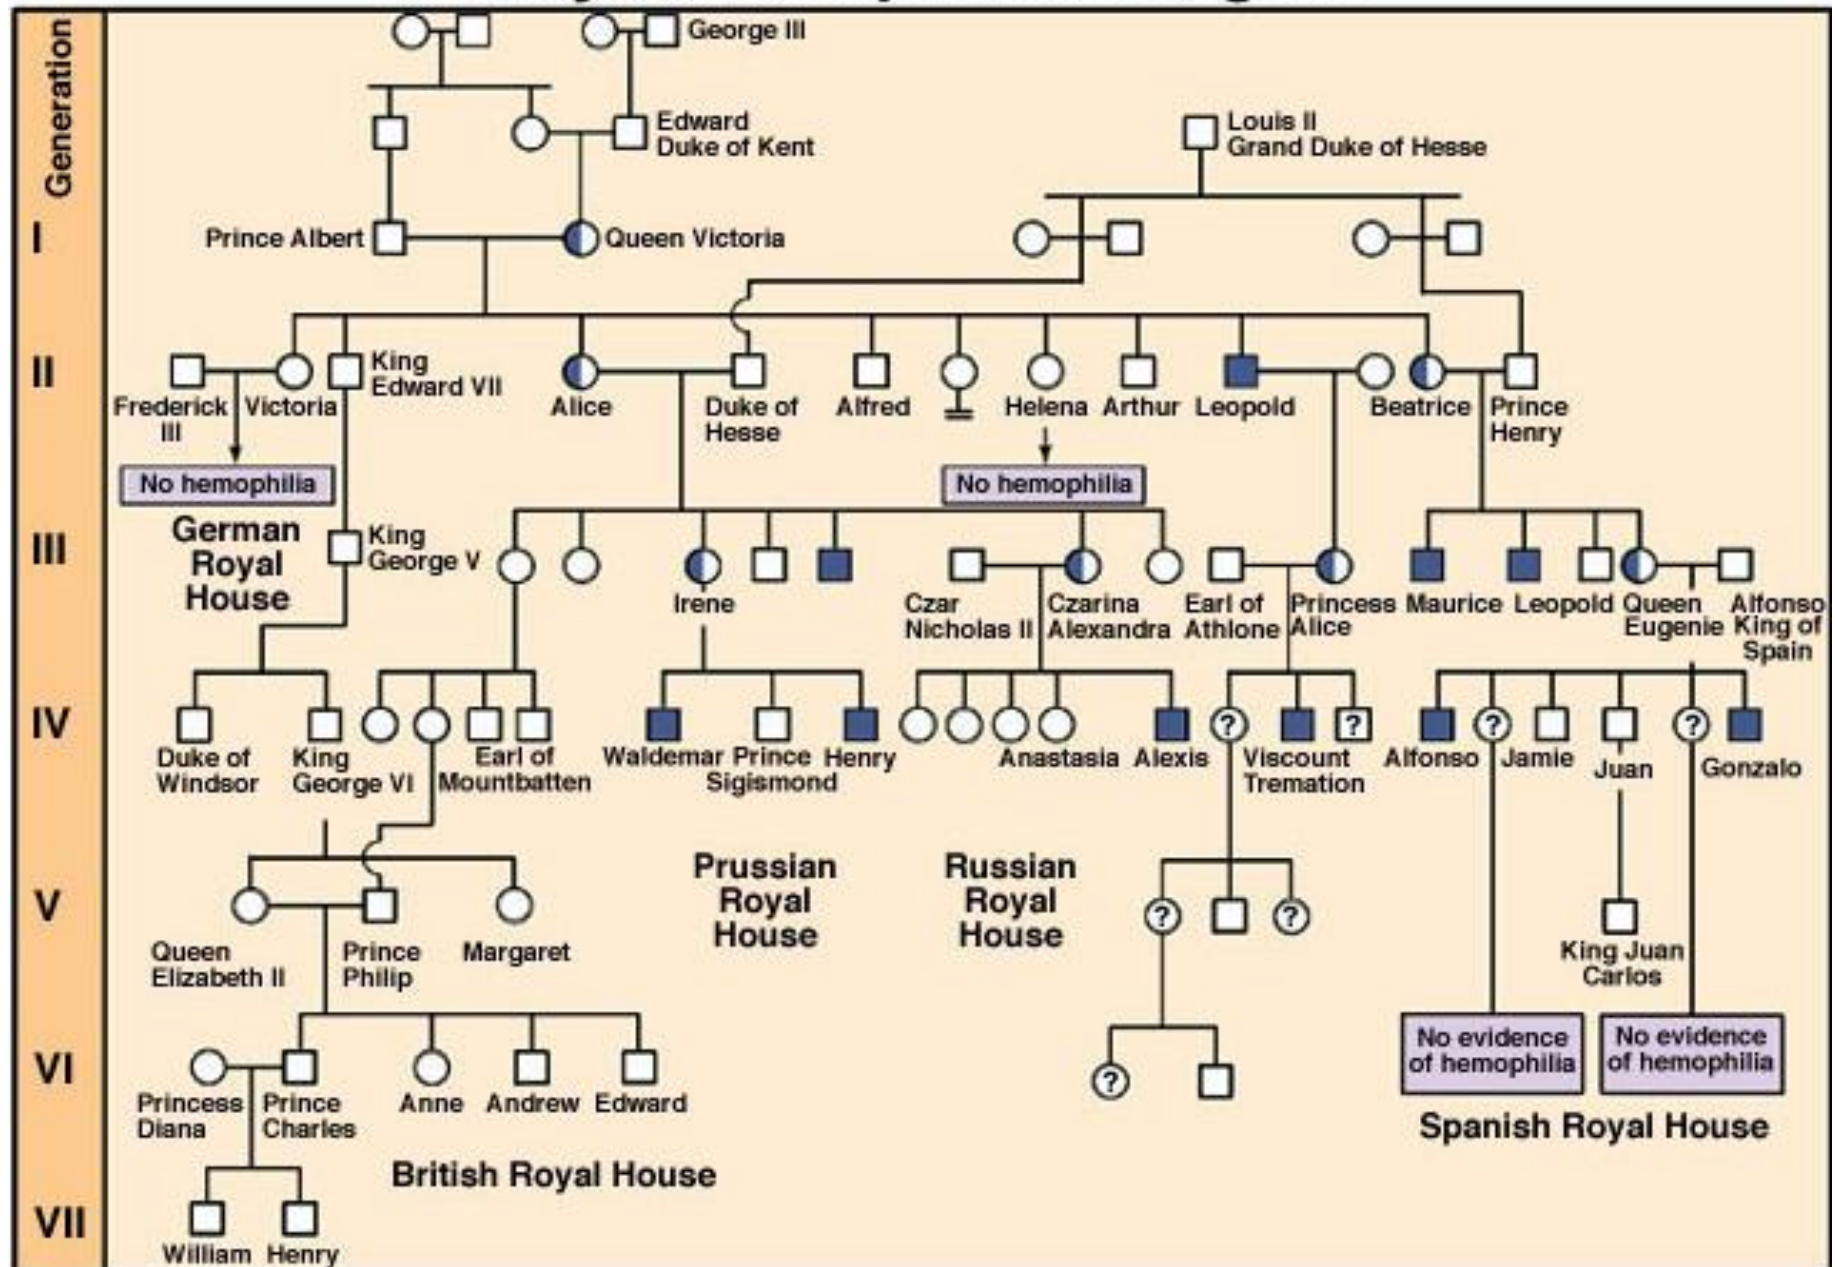 Generation
George III
Edward
Duke of Kent
Louis II
Grand Duke of Hesse
I
Prince Albert
Queen Victoria
II
King
Edward VII
Frederick
III
Victoria
Alice
Duke of
Hesse
Alfred
Helena
Arthur
Leopold
Beatrice
Prince
Henry
No hemophilia
No hemophilia
German
Royal
House
III
King
George V
Irene
Czar
Nicholas II
Czarina
Alexandra
Earl of
Athlone
Princess
Alice
Maurice
Leopold
Queen
Eugenie
Alfonso
King of
Spain
IV
? ? ? ?
Duke of
Windsor
King
George VI
Earl of
Mountbatten
Waldemar
Prince
Sigismond
Henry
Anastasia
Alexis
Viscount
Tremation
Alfonso
Jamie
Juan
Gonzalo
Prussian
Royal
House
Russian
Royal
House
V
? ?
Queen
Elizabeth II
Prince
Philip
Margaret
King Juan
Carlos
No evidence
of hemophilia
No evidence
of hemophilia
VI
?
Princess
Diana
Prince
Charles
Anne
Andrew
Edward
Spanish Royal House
British Royal House
VII
William
Henry